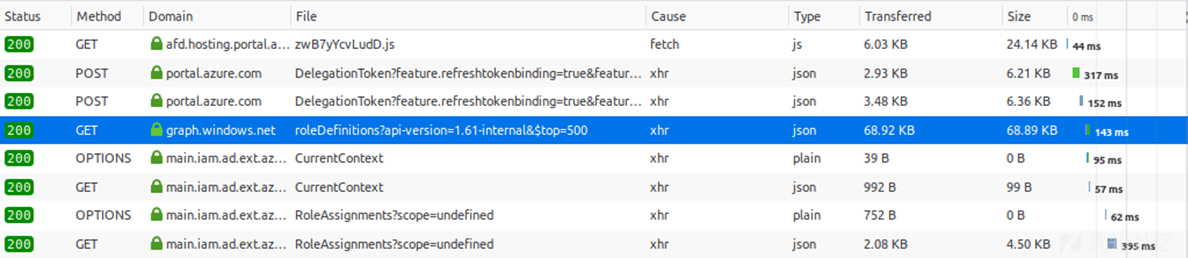 Status Method Domain File Cause Type Transferred Size 0 ms
200 GET afd.hosting.portal.a... zwB7yYcvLudD.js fetch js 6.03 KB 24.14 KB 44 ms
200 POST portal.azure.com DelegationToken?feature.refreshtokenbinding=true&featur... xhr json 2.93 KB 6.21 KB 317 ms
200 POST portal.azure.com DelegationToken?feature.refreshtokenbinding=true&featur... xhr json 3.48 KB 6.36 KB 152 ms
200 GET graph.windows.net roleDefinitions?api-version=1.61-internal&$top=500 xhr json 68.92 KB 68.89 KB 143 ms
200 OPTIONS main.iam.ad.ext.az... CurrentContext xhr plain 39 B 0 B 95 ms
200 GET main.iam.ad.ext.az... CurrentContext xhr json 992 B 99 B 57 ms
200 OPTIONS main.iam.ad.ext.az... RoleAssignments?scope=undefined xhr plain 752 B 0 B 62 ms
200 GET main.iam.ad.ext.az... RoleAssignments?scope=undefined xhr json 2.08 KB 4.50 KB 395 ms